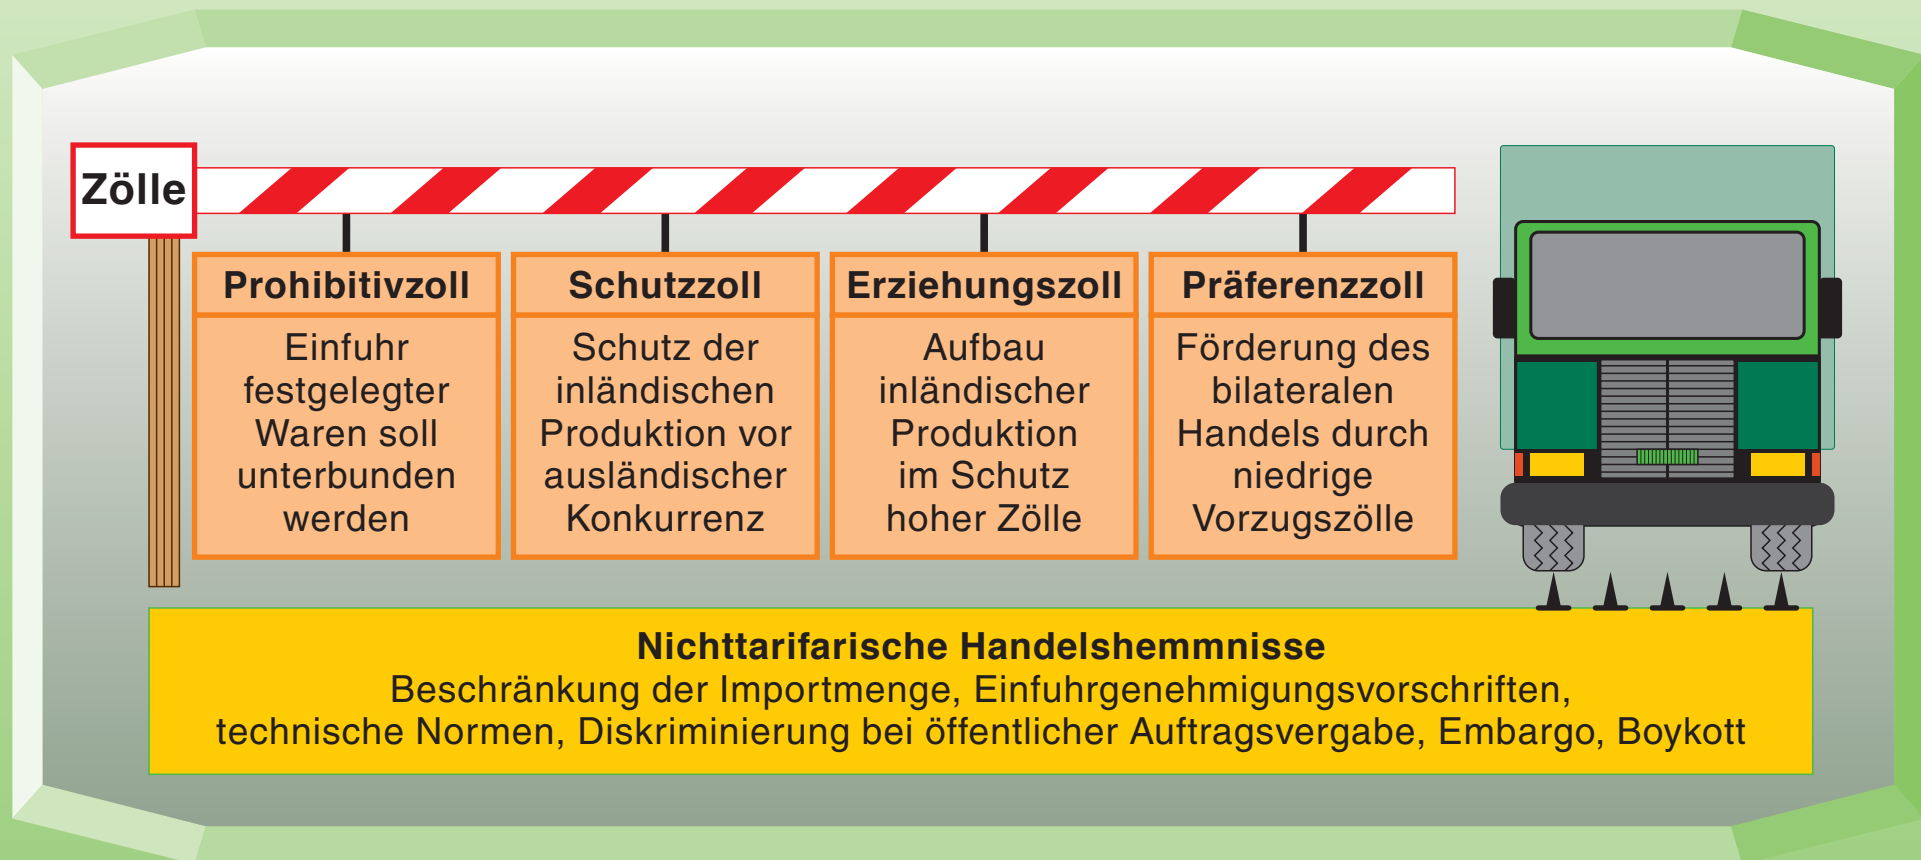 Zölle
Prohibitivzoll
Einfuhr
festgelegter
Waren soll
unterbunden
werden
Schutzzoll
Schutz der
inländischen
Produktion vor
ausländischer
Konkurrenz
Erziehungszoll
Aufbau
inländischer
Produktion
im Schutz
hoher Zölle
Präferenzzoll
Förderung des
bilateralen
Handels durch
niedrige
Vorzugszölle
Nichttarifarische Handelshemmnisse
Beschränkung der Importmenge, Einfuhrgenehmigungsvorschriften,
technische Normen, Diskriminierung bei öffentlicher Auftragsvergabe, Embargo, Boykott